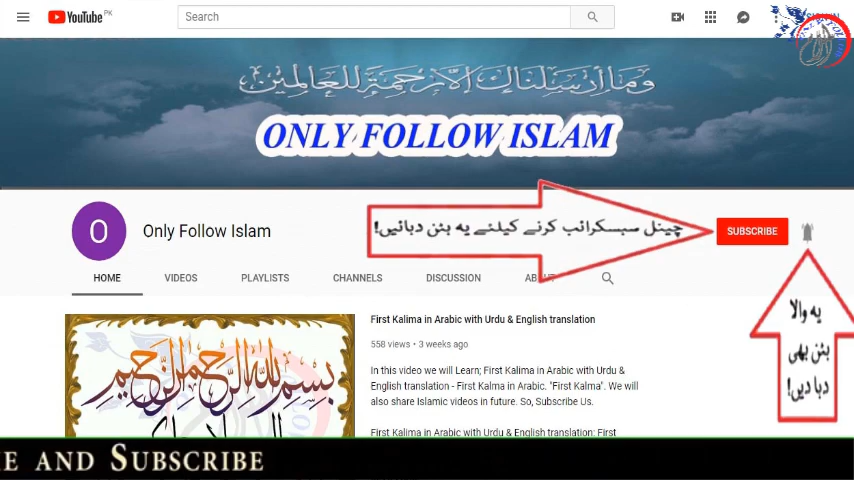 YouTube PK
Search
SIGN IN
وما ارسلناك الا رحمة للعالمين
ONLY FOLLOW ISLAM
O
Only Follow Islam
چینل سبسکرائب کرنے کیلئے یہ بٹن دبائیں!
SUBSCRIBE
HOME VIDEOS PLAYLISTS CHANNELS DISCUSSION
یہ والا
بٹن بھی
دبا دیں!
First Kalima in Arabic with Urdu & English translation
558 views • 3 weeks ago
In this video we will Learn; First Kalima in Arabic with Urdu &
English translation - First Kalma in Arabic. "First Kalma". We will
also share Islamic videos in future. So, Subscribe Us.
First Kalima in Arabic with Urdu & English translation: First
بسم الله الرحمن الرحيم
AND SUBSCRIBE